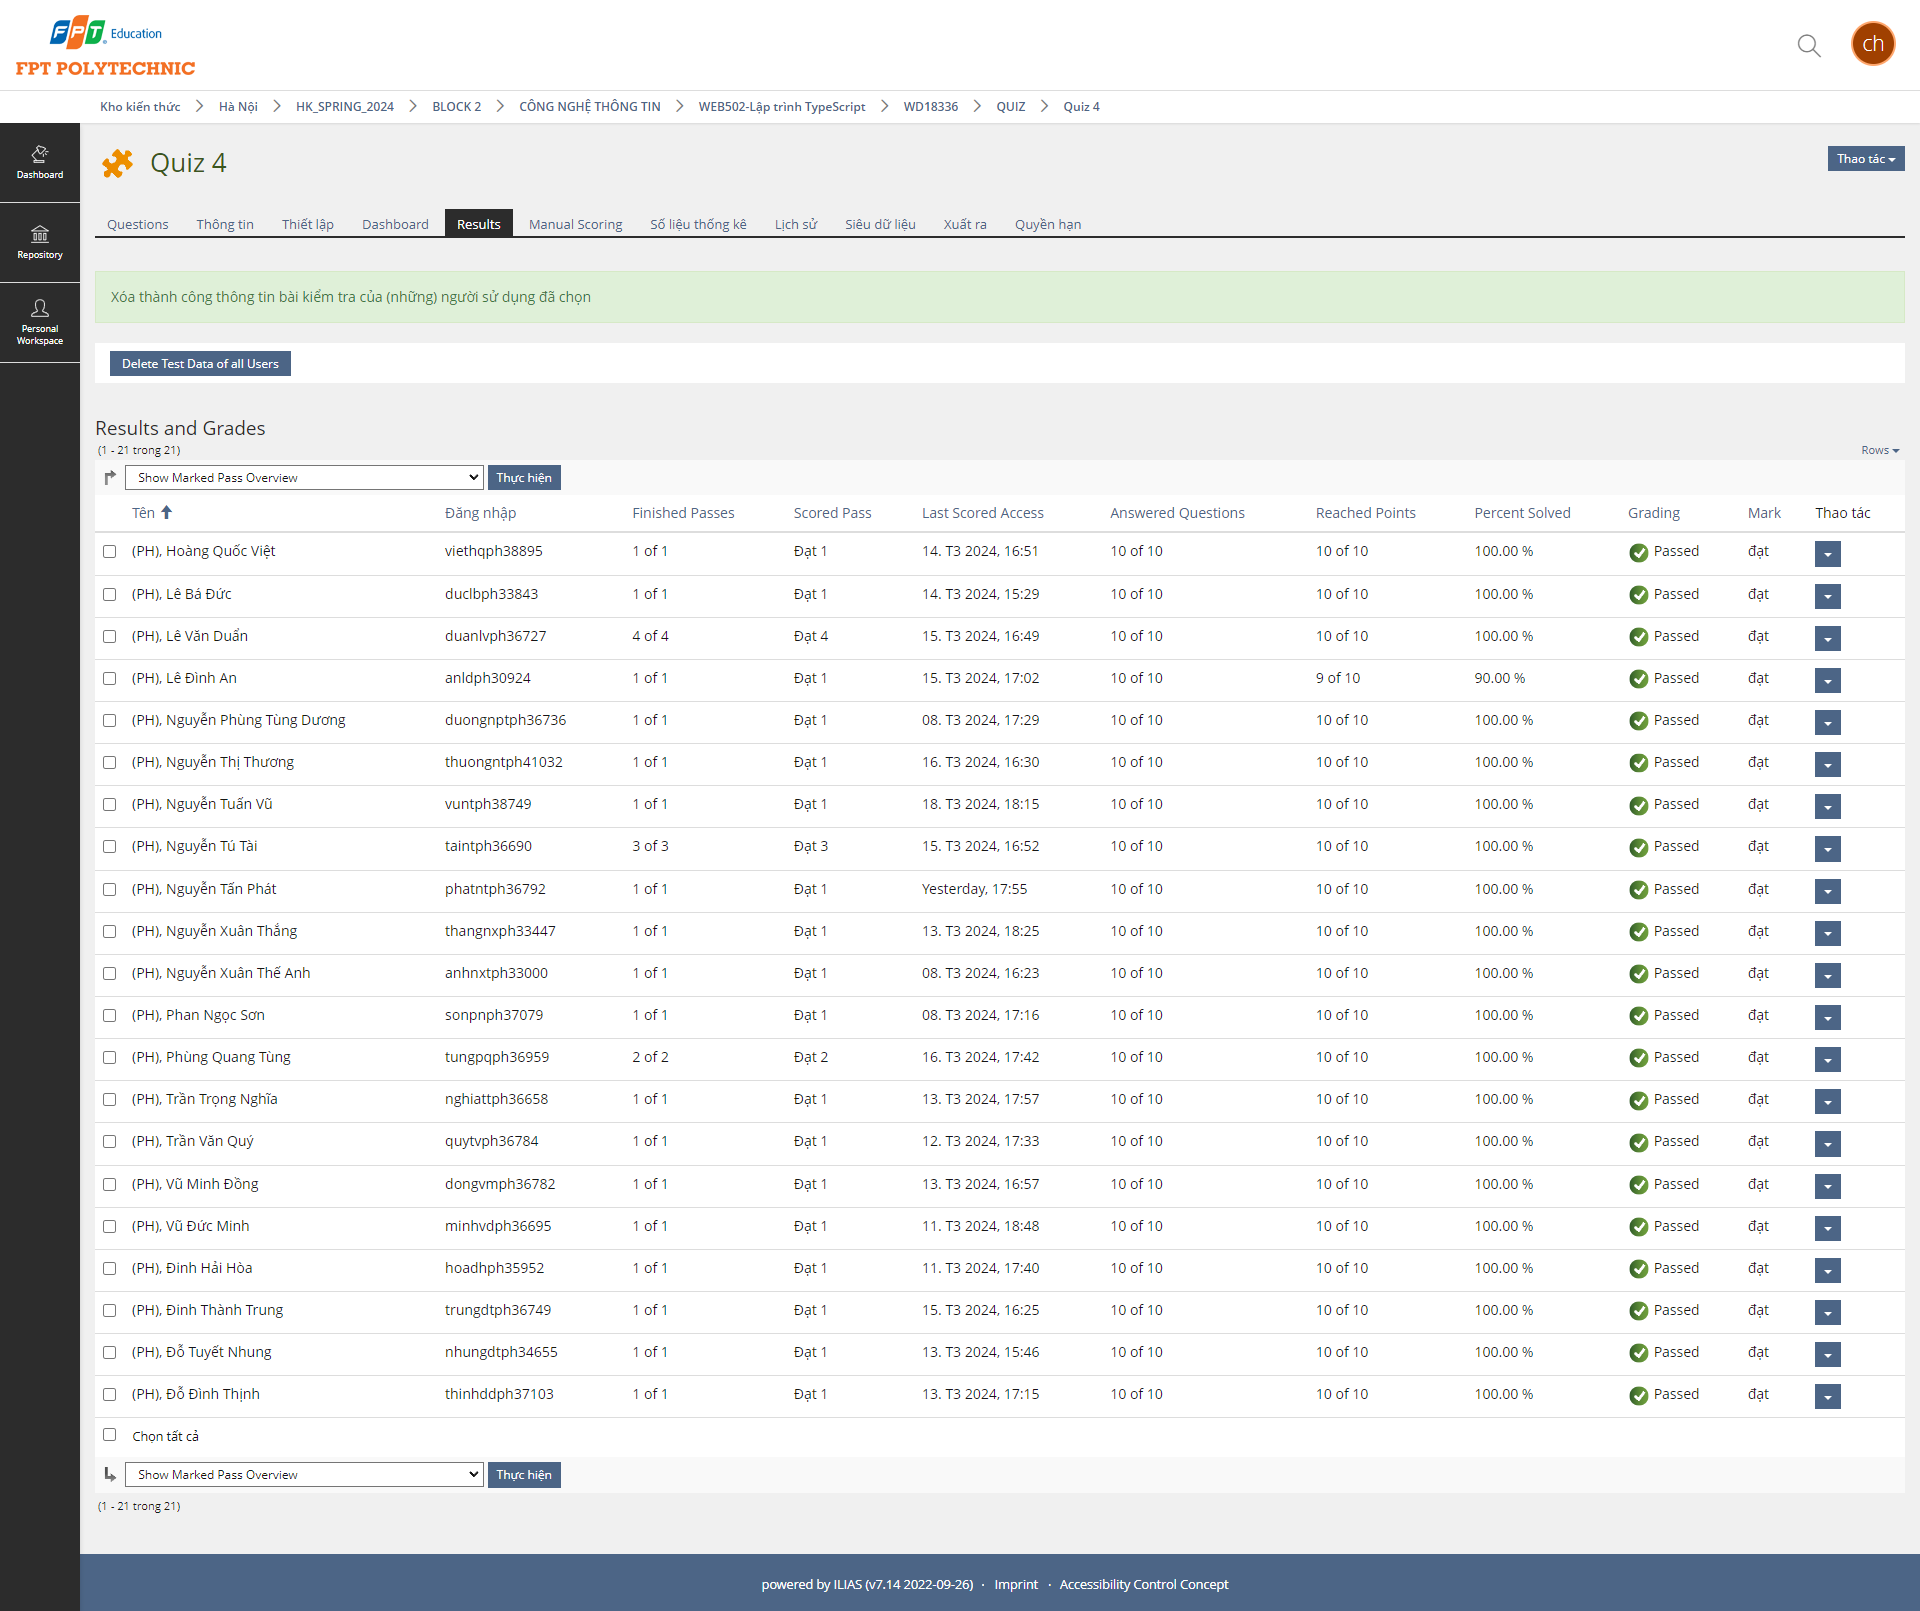 FPT Education
FPT POLYTECHNIC
ch
Kho kiến thức Hà Nội HK_SPRING_2024 BLOCK 2 CÔNG NGHỆ THÔNG TIN WEB502-Lập trình TypeScript WD18336 QUIZ Quiz 4
Dashboard
Repository
Personal
Workspace
Quiz 4
Thao tác
Questions Thông tin Thiết lập Dashboard Results Manual Scoring Số liệu thống kê Lịch sử Siêu dữ liệu Xuất ra Quyền hạn
Xóa thành công thông tin bài kiểm tra của (những) người sử dụng đã chọn
Delete Test Data of all Users
Results and Grades
(1 - 21 trong 21)
Rows
Show Marked Pass Overview Thực hiện
Tên Đăng nhập Finished Passes Scored Pass Last Scored Access Answered Questions Reached Points Percent Solved Grading Mark Thao tác
(PH), Hoàng Quốc Việt viethqph38895 1 of 1 Đạt 1 14. T3 2024, 16:51 10 of 10 10 of 10 100.00 % Passed đạt
(PH), Lê Bá Đức duclbph33843 1 of 1 Đạt 1 14. T3 2024, 15:29 10 of 10 10 of 10 100.00 % Passed đạt
(PH), Lê Văn Duẩn duanlvph36727 4 of 4 Đạt 4 15. T3 2024, 16:49 10 of 10 10 of 10 100.00 % Passed đạt
(PH), Lê Đình An anldph30924 1 of 1 Đạt 1 15. T3 2024, 17:02 10 of 10 9 of 10 90.00 % Passed đạt
(PH), Nguyễn Phùng Tùng Dương duongnptph36736 1 of 1 Đạt 1 08. T3 2024, 17:29 10 of 10 10 of 10 100.00 % Passed đạt
(PH), Nguyễn Thị Thương thuongntph41032 1 of 1 Đạt 1 16. T3 2024, 16:30 10 of 10 10 of 10 100.00 % Passed đạt
(PH), Nguyễn Tuấn Vũ vuntph38749 1 of 1 Đạt 1 18. T3 2024, 18:15 10 of 10 10 of 10 100.00 % Passed đạt
(PH), Nguyễn Tú Tài taintph36690 3 of 3 Đạt 3 15. T3 2024, 16:52 10 of 10 10 of 10 100.00 % Passed đạt
(PH), Nguyễn Tấn Phát phatntph36792 1 of 1 Đạt 1 Yesterday, 17:55 10 of 10 10 of 10 100.00 % Passed đạt
(PH), Nguyễn Xuân Thắng thangnxph33447 1 of 1 Đạt 1 13. T3 2024, 18:25 10 of 10 10 of 10 100.00 % Passed đạt
(PH), Nguyễn Xuân Thế Anh anhnxtph33000 1 of 1 Đạt 1 08. T3 2024, 16:23 10 of 10 10 of 10 100.00 % Passed đạt
(PH), Phan Ngọc Sơn sonpnph37079 1 of 1 Đạt 1 08. T3 2024, 17:16 10 of 10 10 of 10 100.00 % Passed đạt
(PH), Phùng Quang Tùng tungpqph36959 2 of 2 Đạt 2 16. T3 2024, 17:42 10 of 10 10 of 10 100.00 % Passed đạt
(PH), Trần Trọng Nghĩa nghiattph36658 1 of 1 Đạt 1 13. T3 2024, 17:57 10 of 10 10 of 10 100.00 % Passed đạt
(PH), Trần Văn Quý quytvph36784 1 of 1 Đạt 1 12. T3 2024, 17:33 10 of 10 10 of 10 100.00 % Passed đạt
(PH), Vũ Minh Đồng dongvmph36782 1 of 1 Đạt 1 13. T3 2024, 16:57 10 of 10 10 of 10 100.00 % Passed đạt
(PH), Vũ Đức Minh minhvdph36695 1 of 1 Đạt 1 11. T3 2024, 18:48 10 of 10 10 of 10 100.00 % Passed đạt
(PH), Đinh Hải Hòa hoadhph35952 1 of 1 Đạt 1 11. T3 2024, 17:40 10 of 10 10 of 10 100.00 % Passed đạt
(PH), Đinh Thành Trung trungdtph36749 1 of 1 Đạt 1 15. T3 2024, 16:25 10 of 10 10 of 10 100.00 % Passed đạt
(PH), Đỗ Tuyết Nhung nhungdtph34655 1 of 1 Đạt 1 13. T3 2024, 15:46 10 of 10 10 of 10 100.00 % Passed đạt
(PH), Đỗ Đình Thịnh thinhddph37103 1 of 1 Đạt 1 13. T3 2024, 17:15 10 of 10 10 of 10 100.00 % Passed đạt
Chọn tất cả
Show Marked Pass Overview Thực hiện
(1 - 21 trong 21)
powered by ILIAS (v7.14 2022-09-26) · Imprint · Accessibility Control Concept